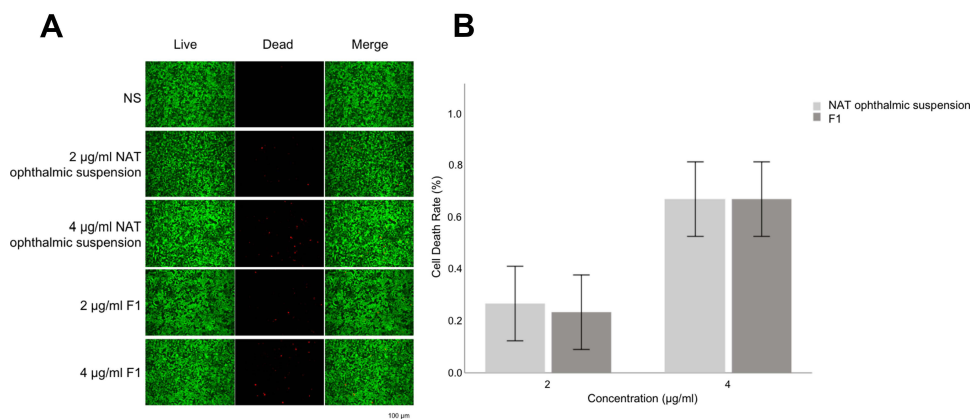 A
Live Dead Merge
NS
2 μg/ml NAT
ophthalmic suspension
4 μg/ml NAT
ophthalmic suspension
2 μg/ml F1
4 μg/ml F1
100 μm
B
NAT ophthalmic suspension
F1
Cell Death Rate (%)
1.0
0.8
0.6
0.4
0.2
0.0
2 4
Concentration (μg/ml)